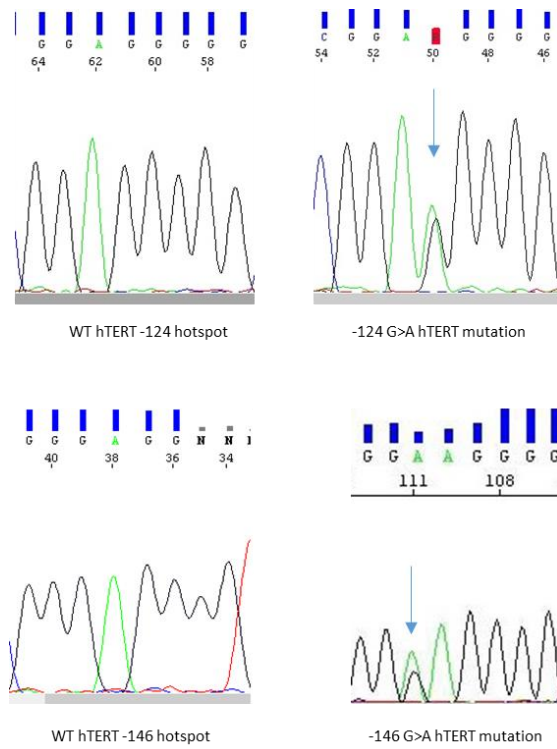 G G A G G G G G
64 62 60 58
WT hTERT -124 hotspot
C G G A G G G G
54 52 50 48 46
-124 G>A hTERT mutation
G G G A G G N N
40 38 36 34
WT hTERT -146 hotspot
G G A A G G G G
111 108
-146 G>A hTERT mutation